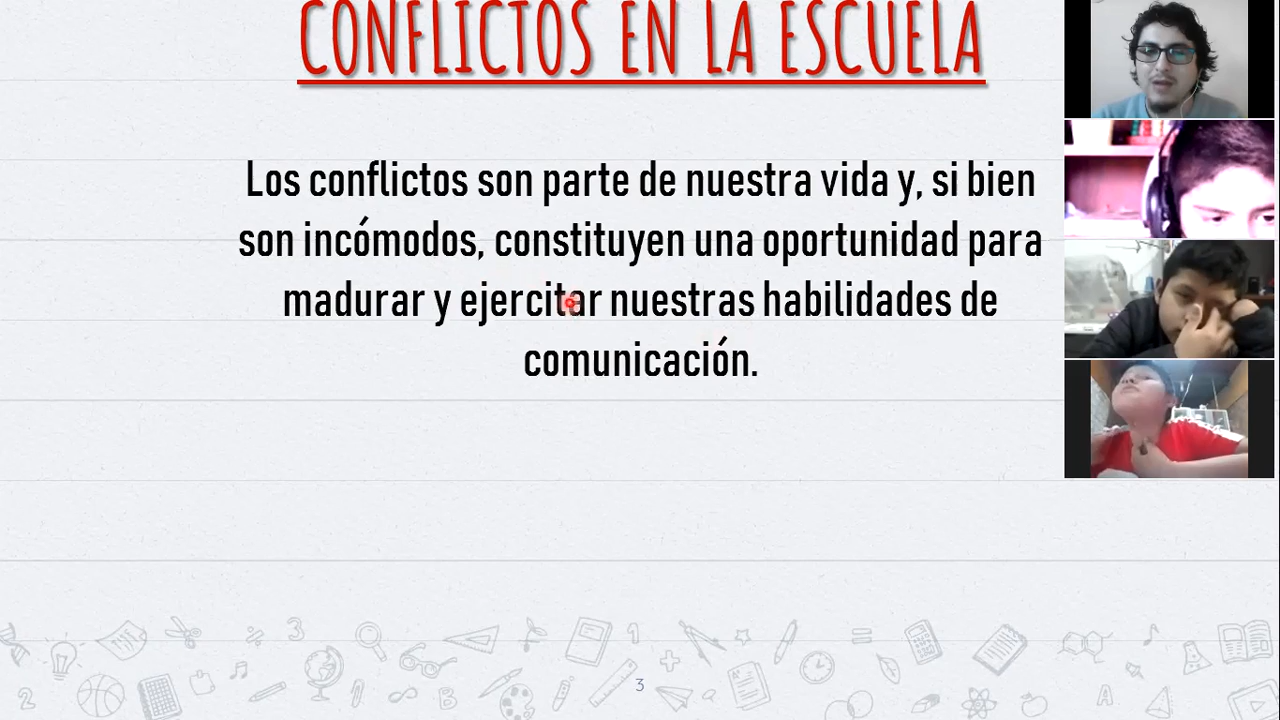 CONFLICTOS EN LA ESCUELA
Los conflictos son parte de nuestra vida y, si bien
son incómodos, constituyen una oportunidad para
madurar y ejercitar nuestras habilidades de
comunicación.
3